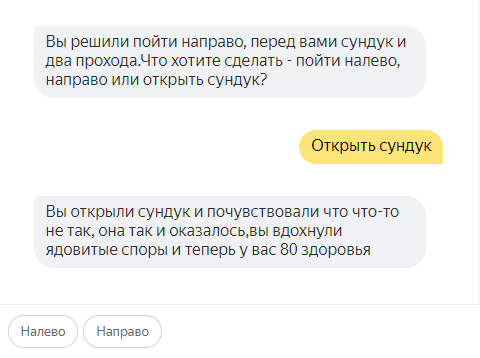 Вы решили пойти направо, перед вами сундук и
два прохода.Что хотите сделать - пойти налево,
направо или открыть сундук?
Открыть сундук
Вы открыли сундук и почувствовали что что-то
не так, она так и оказалось,вы вдохнули
ядовитые споры и теперь у вас 80 здоровья
Налево
Направо